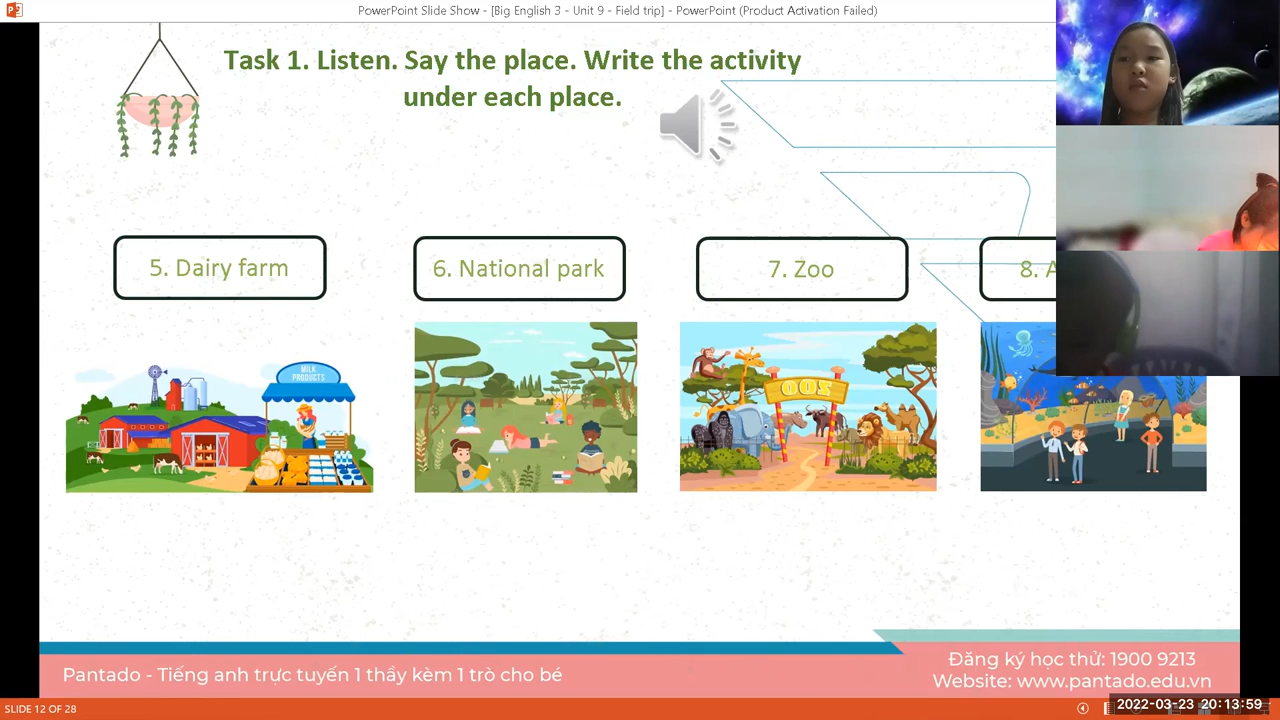 PowerPoint Slide Show - [Big English 3 - Unit 9 - Field trip] - PowerPoint (Product Activation Failed)
Task 1. Listen. Say the place. Write the activity
under each place.
5. Dairy farm
6. National park
7. Zoo
8. A
MILK
PRODUCTS
ZOO
Pantado - Tiếng anh trực tuyến 1 thầy kèm 1 trò cho bé
Đăng ký học thử: 1900 9213
Website: www.pantado.edu.vn
SLIDE 12 OF 28
2022-03-23 20:13:59